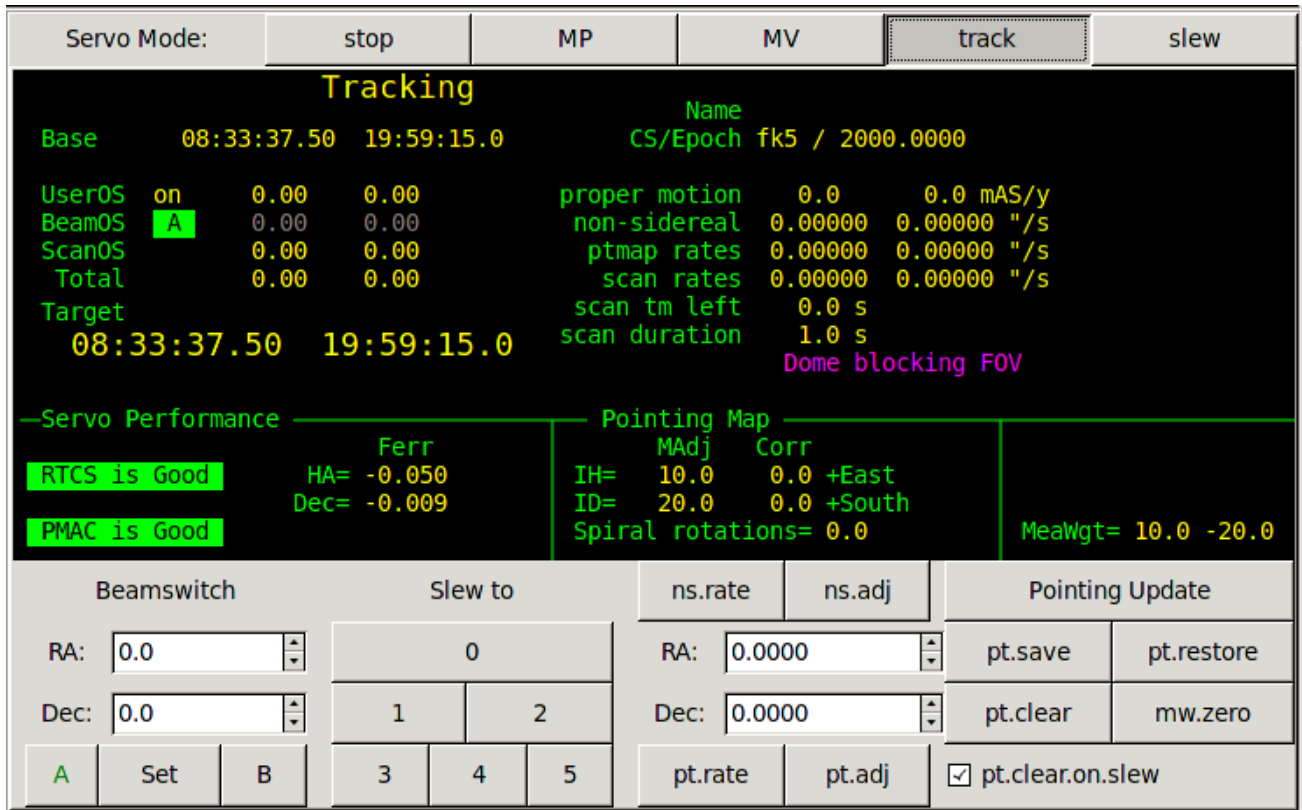 Servo Mode: stop MP MV track slew
Tracking
Name
Base 08:33:37.50 19:59:15.0 CS/Epoch fk5 / 2000.0000
UserOS on 0.00 0.00 proper motion 0.0 0.0 mAS/y
BeamOS A 0.00 0.00 non-sidereal 0.00000 0.00000 "/s
ScanOS 0.00 0.00 ptmap rates 0.00000 0.00000 "/s
Total 0.00 0.00 scan rates 0.00000 0.00000 "/s
Target scan tm left 0.0 s
08:33:37.50 19:59:15.0 scan duration 1.0 s
Dome blocking FOV
Servo Performance Pointing Map
Ferr MAdj Corr
RTCS is Good HA= -0.050 IH= 10.0 0.0 +East
Dec= -0.009 ID= 20.0 0.0 +South
PMAC is Good Spiral rotations= 0.0 MeaWgt= 10.0 -20.0
Beamswitch Slew to ns.rate ns.adj Pointing Update
RA: 0.0 0 RA: 0.0000 pt.save pt.restore
Dec: 0.0 1 2 Dec: 0.0000 pt.clear mw.zero
A Set B 3 4 5 pt.rate pt.adj pt.clear.on.slew